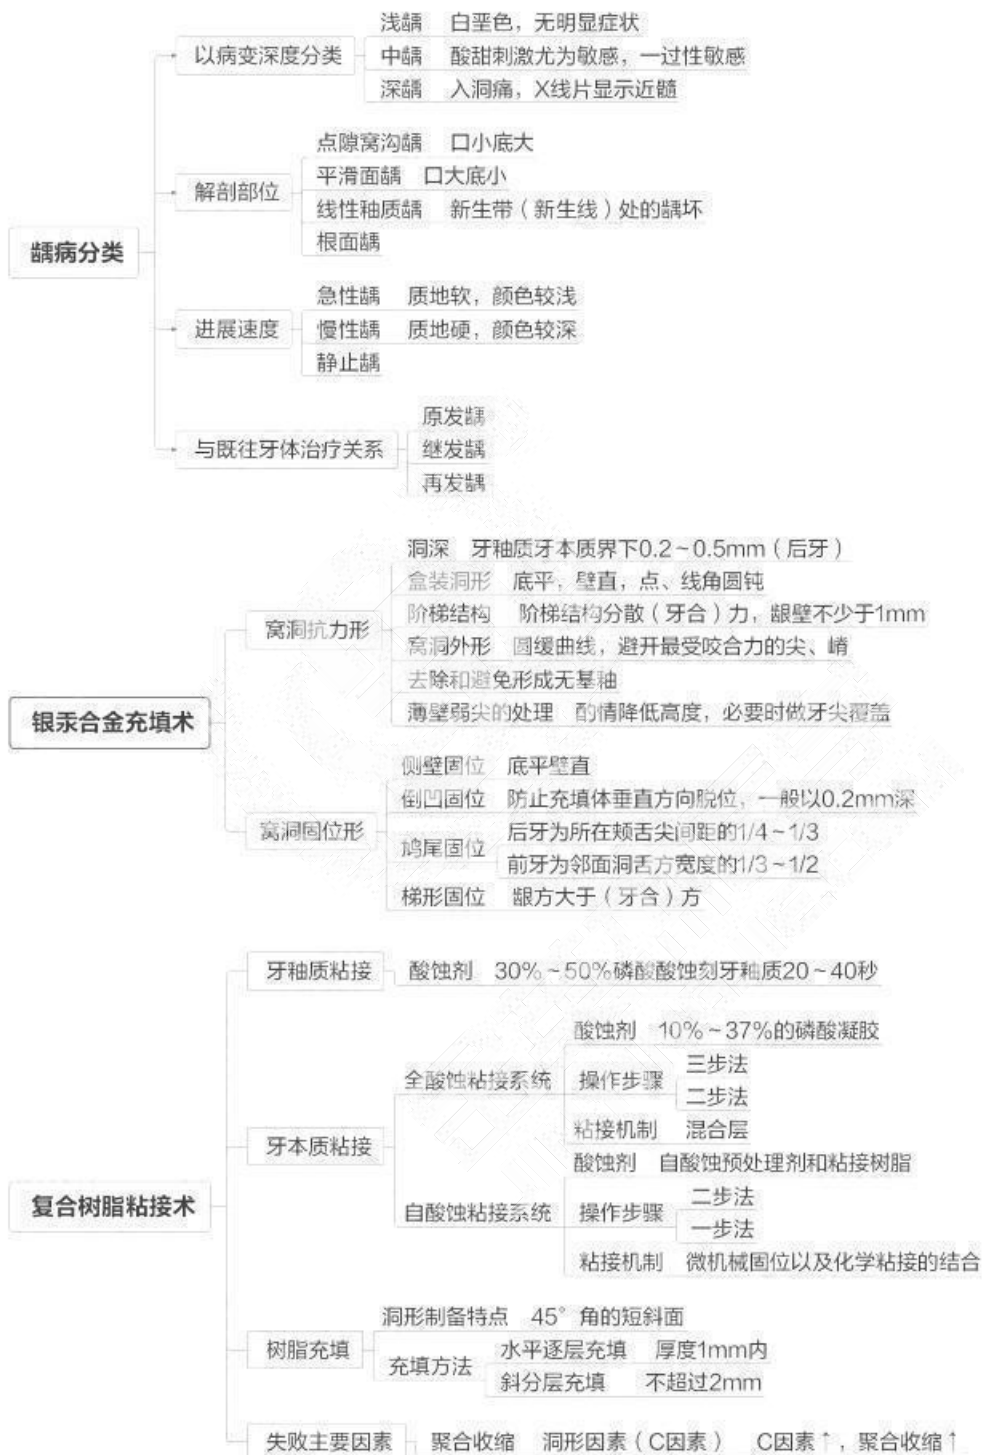 龋病分类
以病变深度分类
浅龋 白垩色，无明显症状
中龋 酸甜刺激尤为敏感，一过性敏感
深龋 入洞痛，X线片显示近髓
解剖部位
点隙窝沟龋 口小底大
平滑面龋 口大底小
线性釉质龋 新生带（新生线）处的龋坏
根面龋
进展速度
急性龋 质地软，颜色较浅
慢性龋 质地硬，颜色较深
静止龋
与既往牙体治疗关系
原发龋
继发龋
再发龋
银汞合金充填术
窝洞抗力形
洞深 牙釉质牙本质界下0.2～0.5mm（后牙）
盒装洞形 底平，壁直，点、线角圆钝
阶梯结构 阶梯结构分散（牙合）力，龈壁不少于1mm
窝洞外形 圆缓曲线，避开最受咬合力的尖、嵴
去除和避免形成无基釉
薄壁弱尖的处理 酌情降低高度，必要时做牙尖覆盖
窝洞固位形
侧壁固位 底平壁直
倒凹固位 防止充填体垂直方向脱位，一般以0.2mm深
鸠尾固位
后牙为所在颊舌尖间距的1/4～1/3
前牙为邻面洞舌方宽度的1/3～1/2
梯形固位 龈方大于（牙合）方
复合树脂粘接术
牙釉质粘接
酸蚀剂 30%～50%磷酸酸蚀刻牙釉质20～40秒
牙本质粘接
全酸蚀粘接系统
酸蚀剂 10%～37%的磷酸凝胶
操作步骤
三步法
二步法
粘接机制 混合层
自酸蚀粘接系统
酸蚀剂 自酸蚀预处理剂和粘接树脂
操作步骤
二步法
一步法
粘接机制 微机械固位以及化学粘接的结合
树脂充填
洞形制备特点 45°角的短斜面
充填方法
水平逐层充填 厚度1mm内
斜分层充填 不超过2mm
失败主要因素
聚合收缩 洞形因素（C因素） C因素↑，聚合收缩↑